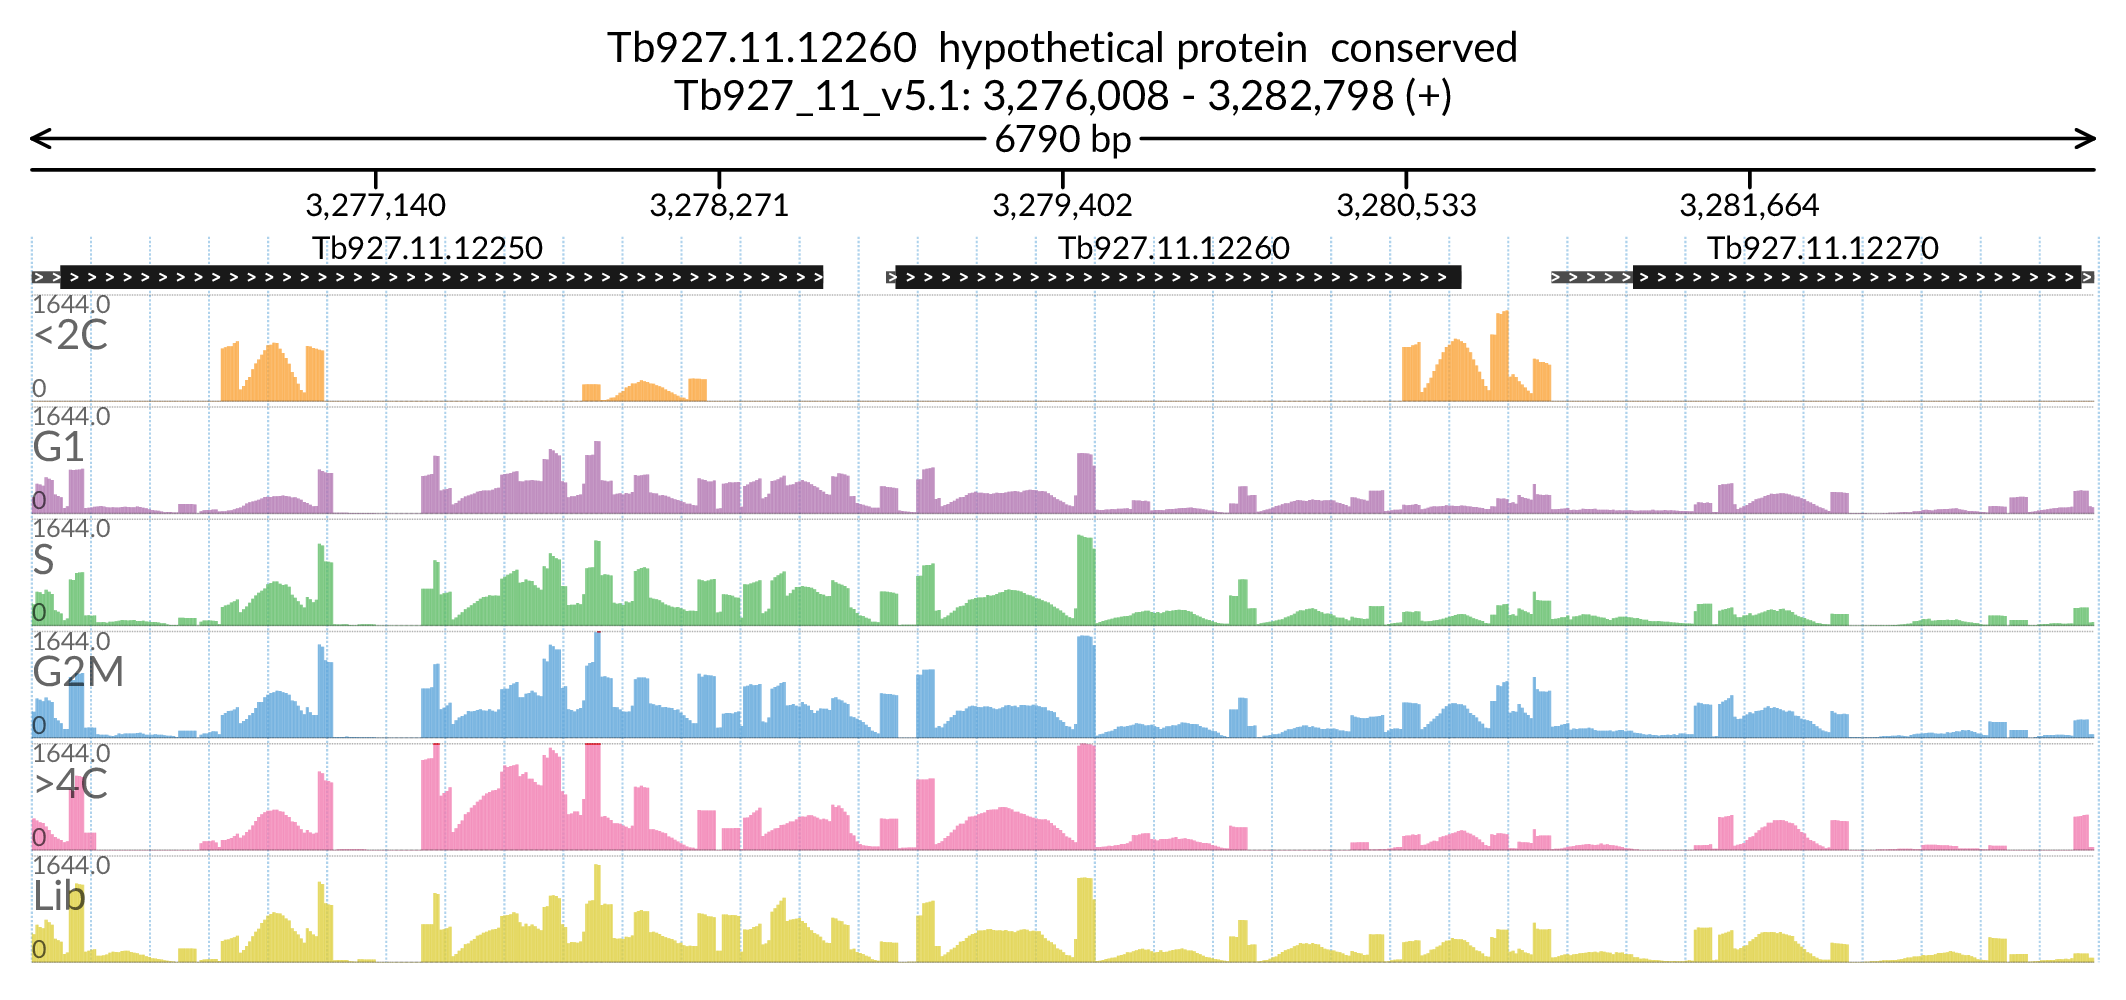 Tb927.11.12260  hypothetical protein  conserved
Tb927_11_v5.1: 3,276,008 - 3,282,798 (+)
6790 bp
3,277,140 3,278,271 3,279,402 3,280,533 3,281,664
Tb927.11.12250 Tb927.11.12260 Tb927.11.12270
1644.0
<2C
0
1644.0
G1
0
1644.0
S
0
1644.0
G2M
0
1644.0
>4C
0
1644.0
Lib
0